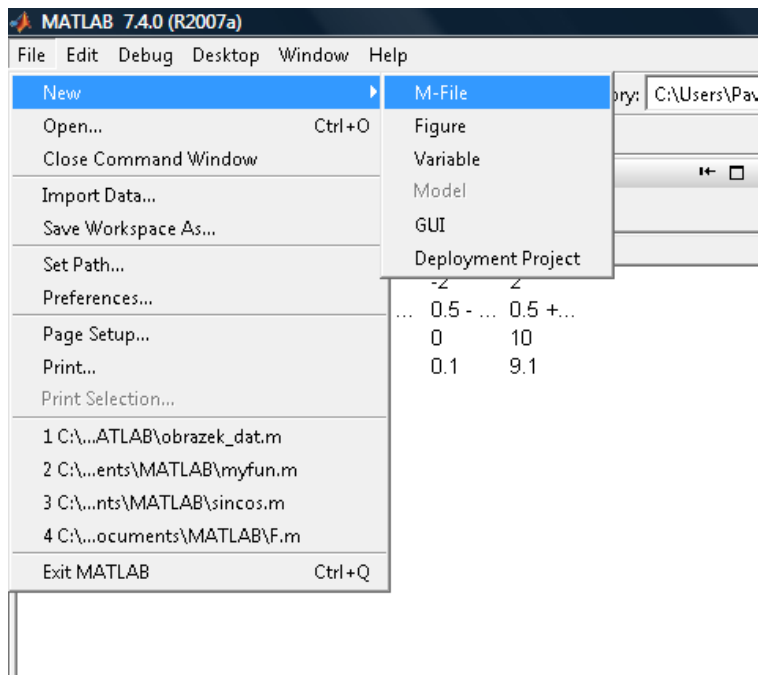 MATLAB 7.4.0 (R2007a)
File Edit Debug Desktop Window Help
New
Open... Ctrl+O
Close Command Window
Import Data...
Save Workspace As...
Set Path...
Preferences...
Page Setup...
Print...
Print Selection...
1 C:\...ATLAB\obrazek_dat.m
2 C:\...ents\MATLAB\myfun.m
3 C:\...nts\MATLAB\sincos.m
4 C:\...ocuments\MATLAB\F.m
Exit MATLAB Ctrl+Q
M-File
Figure
Variable
Model
GUI
Deployment Project
ory: C:\Users\Pav
-2 2
... 0.5 - ... 0.5 +...
0 10
0.1 9.1